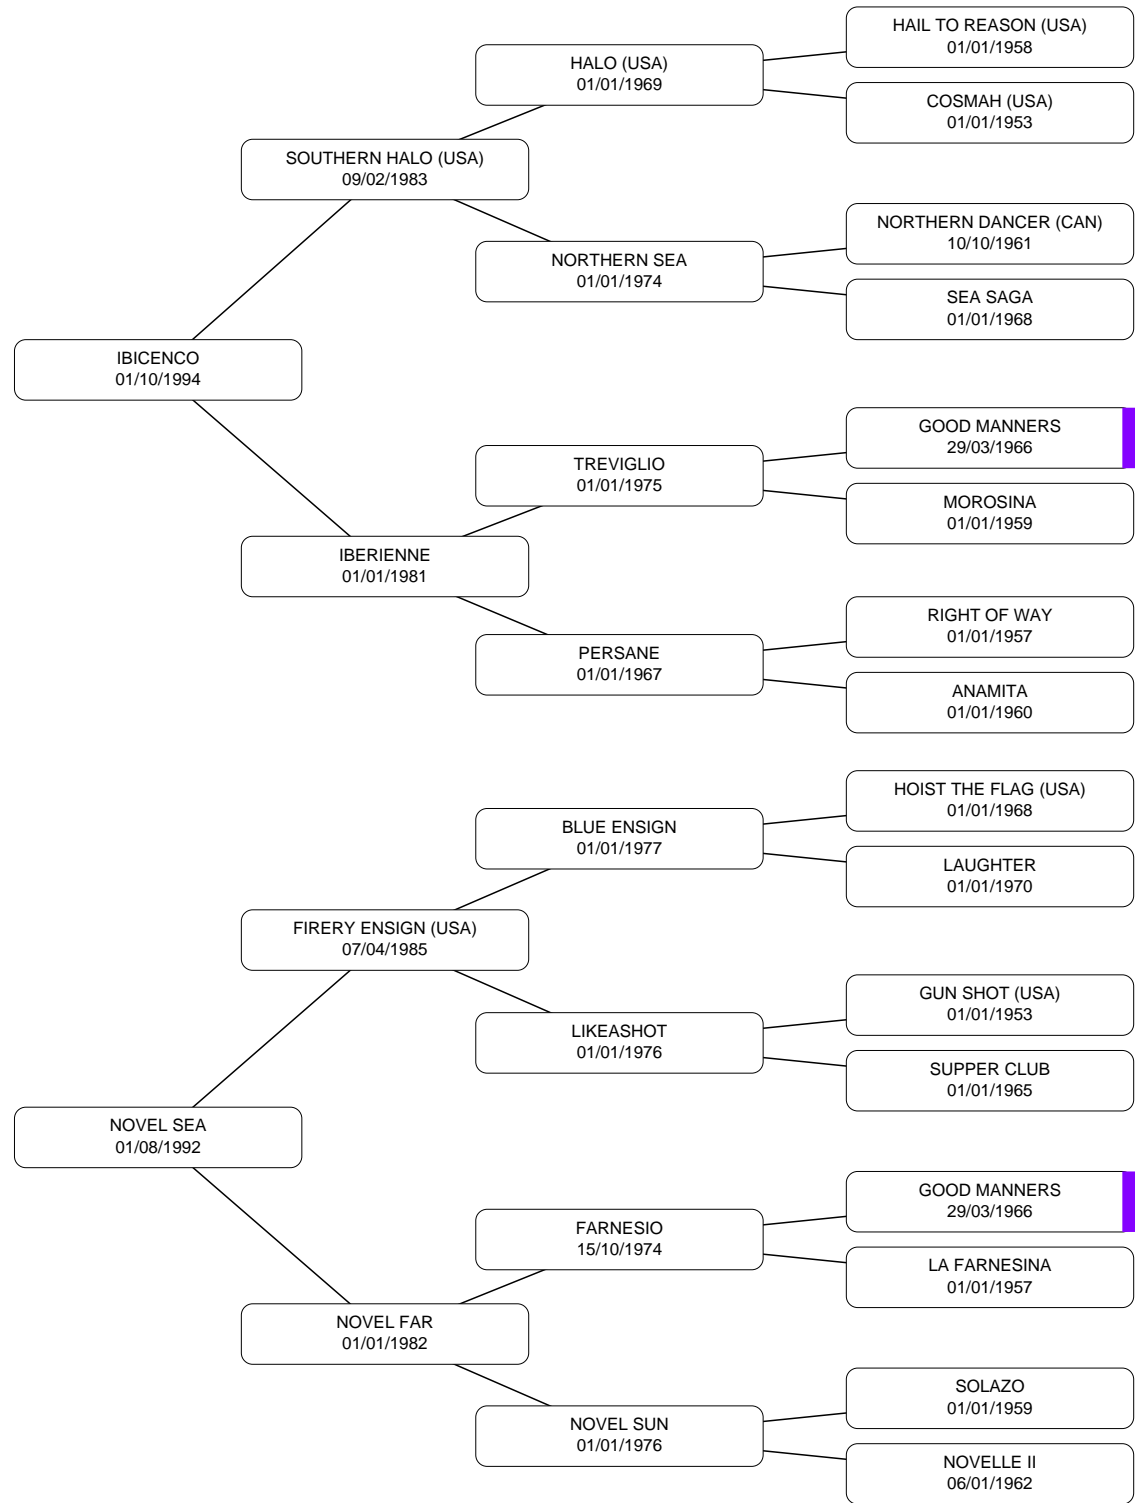 HAIL TO REASON (USA)
01/01/1958
HALO (USA)
01/01/1969
COSMAH (USA)
01/01/1953
SOUTHERN HALO (USA)
09/02/1983
NORTHERN DANCER (CAN)
10/10/1961
NORTHERN SEA
01/01/1974
SEA SAGA
01/01/1968
IBICENCO
01/10/1994
GOOD MANNERS
29/03/1966
TREVIGLIO
01/01/1975
MOROSINA
01/01/1959
IBERIENNE
01/01/1981
RIGHT OF WAY
01/01/1957
PERSANE
01/01/1967
ANAMITA
01/01/1960
HOIST THE FLAG (USA)
01/01/1968
BLUE ENSIGN
01/01/1977
LAUGHTER
01/01/1970
FIRERY ENSIGN (USA)
07/04/1985
GUN SHOT (USA)
01/01/1953
LIKEASHOT
01/01/1976
SUPPER CLUB
01/01/1965
NOVEL SEA
01/08/1992
GOOD MANNERS
29/03/1966
FARNESIO
15/10/1974
LA FARNESINA
01/01/1957
NOVEL FAR
01/01/1982
SOLAZO
01/01/1959
NOVEL SUN
01/01/1976
NOVELLE II
06/01/1962